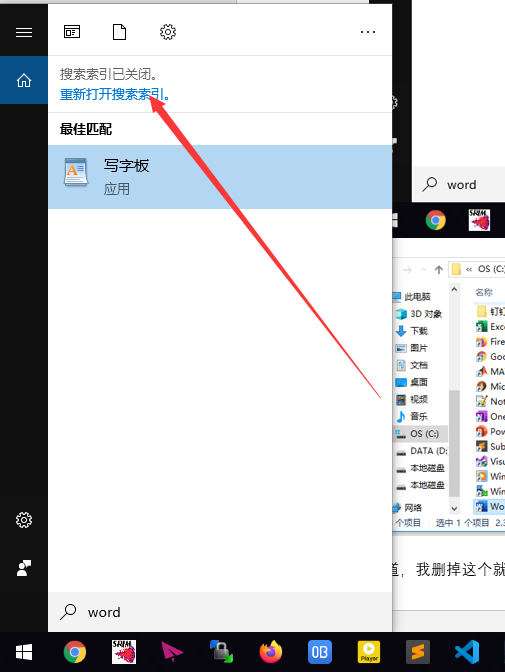 搜索索引已关闭。
重新打开搜索索引。
最佳匹配
写字板
应用
word
word
SRIM
« OS (C:)
名称
此电脑
3D 对象
下载
图片
文档
桌面
视频
音乐
OS (C:)
DATA (D:
本地磁盘
本地磁盘
网络
钉钉
Exce
Fire
Goo
MA
Micr
Not
One
Pow
Sub
Visu
Win
Win
Wo
个项目
选中 1 个项目
2.3
道，我删掉这个就
SRIM
OB
Player